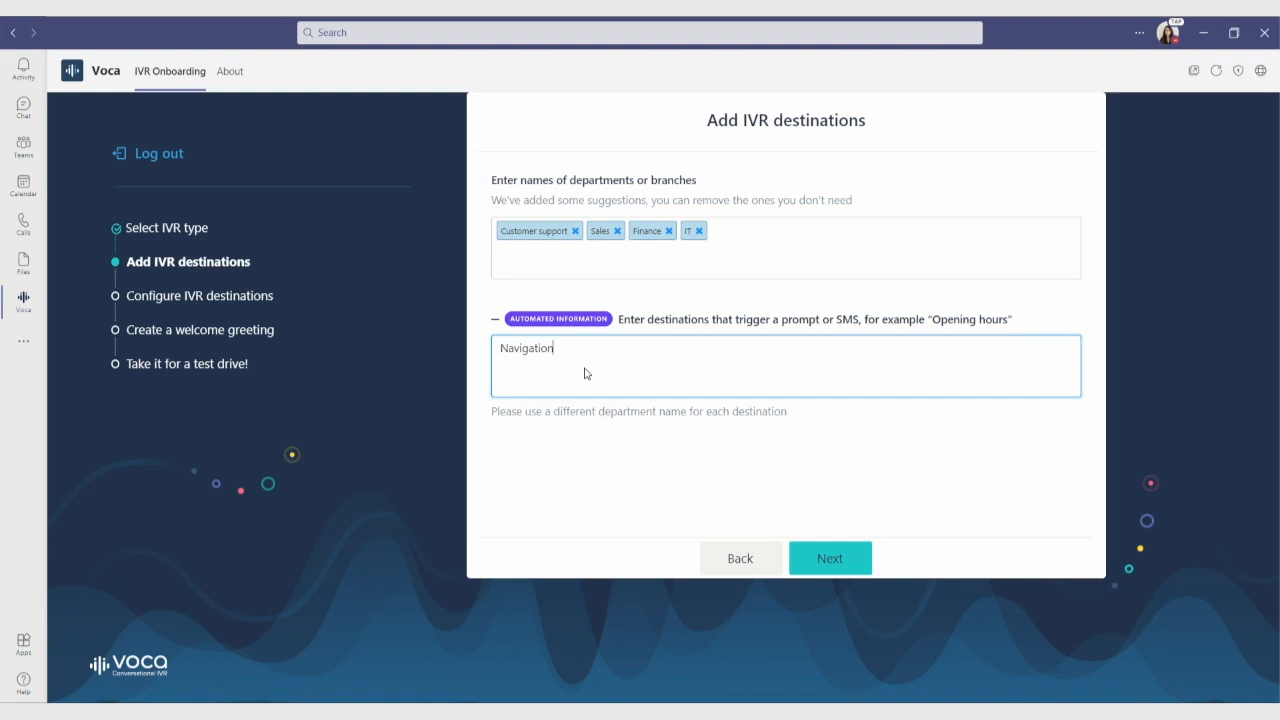 Search
TAP
Activity
Chat
Teams
Calendar
Calls
Files
Voca
Apps
Help
Voca
IVR Onboarding
About
Log out
Select IVR type
Add IVR destinations
Configure IVR destinations
Create a welcome greeting
Take it for a test drive!
VOCA
Conversational IVR
Add IVR destinations
Enter names of departments or branches
We've added some suggestions, you can remove the ones you don't need
Customer support Sales Finance IT
AUTOMATED INFORMATION Enter destinations that trigger a prompt or SMS, for example “Opening hours”
Navigation
Please use a different department name for each destination
Back
Next